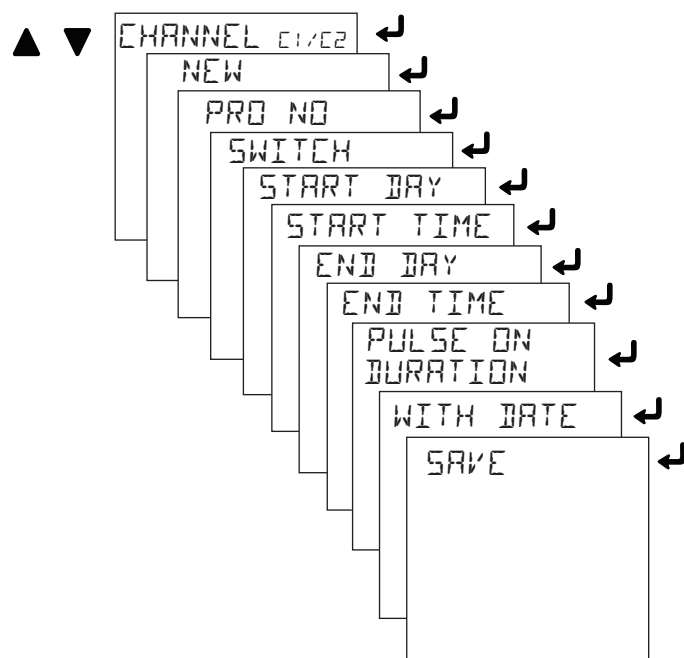 CHANNEL C1/C2
NEW
PRO NO
SWITCH
START DAY
START TIME
END DAY
END TIME
PULSE ON
DURATION
WITH DATE
SAVE